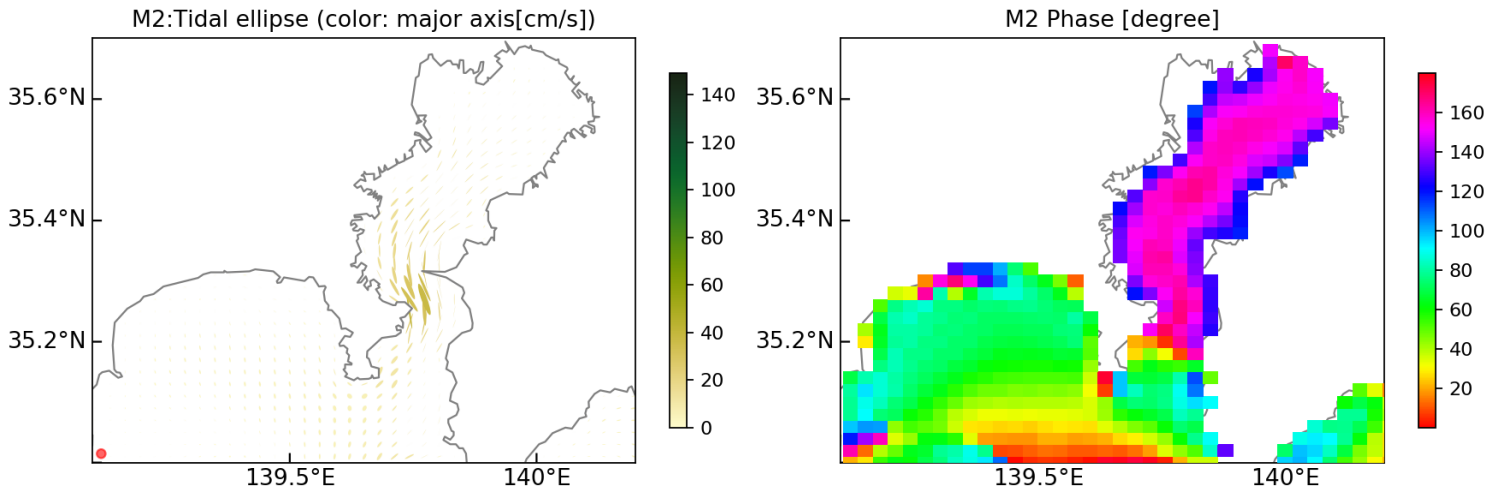 M2:Tidal ellipse (color: major axis[cm/s])
35.6°N
35.4°N
35.2°N
139.5°E
140°E
140
120
100
80
60
40
20
0
M2 Phase [degree]
35.6°N
35.4°N
35.2°N
139.5°E
140°E
160
140
120
100
80
60
40
20